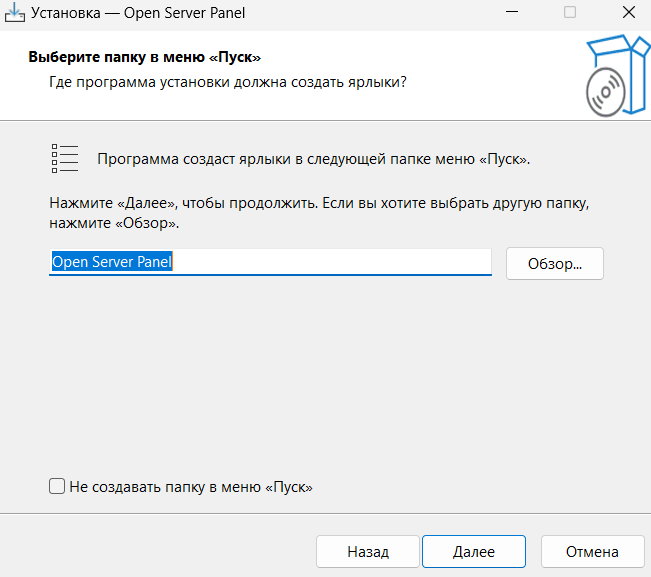 Установка — Open Server Panel
Выберите папку в меню «Пуск»
Где программа установки должна создать ярлыки?
Программа создаст ярлыки в следующей папке меню «Пуск».
Нажмите «Далее», чтобы продолжить. Если вы хотите выбрать другую папку,
нажмите «Обзор».
Open Server Panel
Обзор...
Не создавать папку в меню «Пуск»
Назад
Далее
Отмена